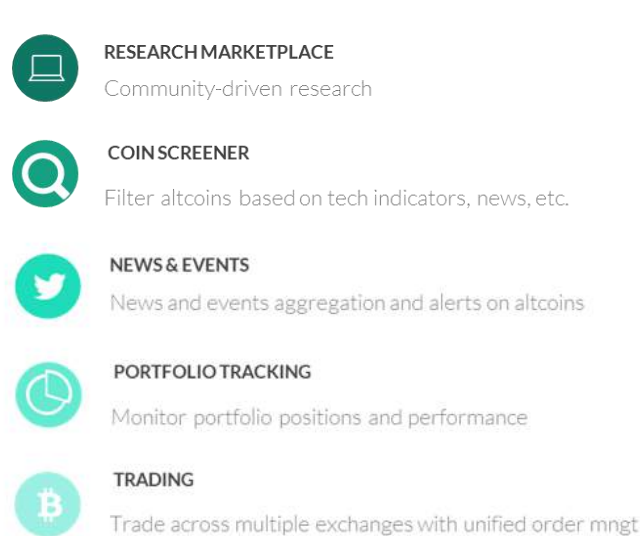 RESEARCH MARKETPLACE
Community-driven research
COIN SCREENER
Filter altcoins based on tech indicators, news, etc.
NEWS & EVENTS
News and events aggregation and alerts on altcoins
PORTFOLIO TRACKING
Monitor portfolio positions and performance
TRADING
Trade across multiple exchanges with unified order mngt